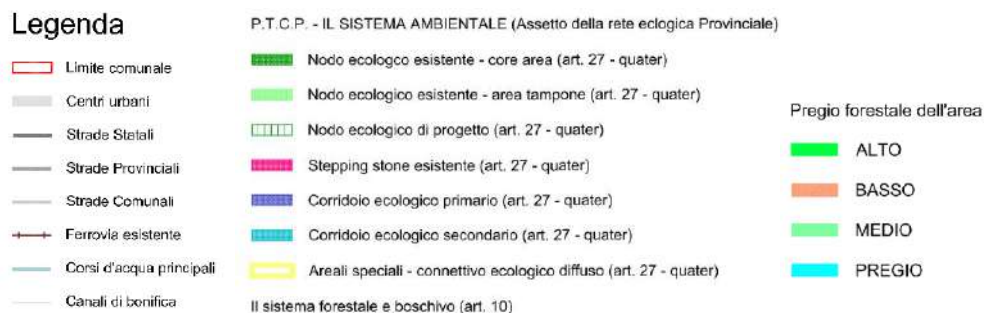 Legenda
Limite comunale
Centri urbani
Strade Statali
Strade Provinciali
Strade Comunali
Ferrovia esistente
Corsi d'acqua principali
Canali di bonifica
P.T.C.P. - IL SISTEMA AMBIENTALE (Assetto della rete eclogica Provinciale)
Nodo ecologco esistente - core area (art. 27 - quater)
Nodo ecologico esistente - area tampone (art. 27 - quater)
Nodo ecologico di progetto (art. 27 - quater)
Stepping stone esistente (art. 27 - quater)
Corridoio ecologico primario (art. 27 - quater)
Corridoio ecologico secondario (art. 27 - quater)
Areali speciali - connettivo ecologico diffuso (art. 27 - quater)
Il sistema forestale e boschivo (art. 10)
Pregio forestale dell'area
ALTO
BASSO
MEDIO
PREGIO